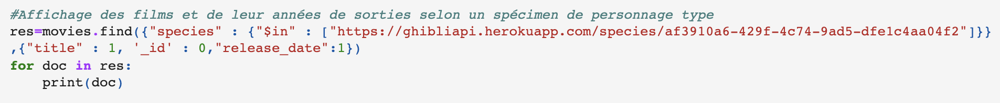 #Affichage des films et de leur années de sorties selon un spécimen de personnage type
res=movies.find({"species" : {"$in" : ["https://ghibliapi.herokuapp.com/species/af3910a6-429f-4c74-9ad5-dfe1c4aa04f2"]}}
,{"title" : 1, '_id' : 0,"release_date":1})
for doc in res:
    print(doc)